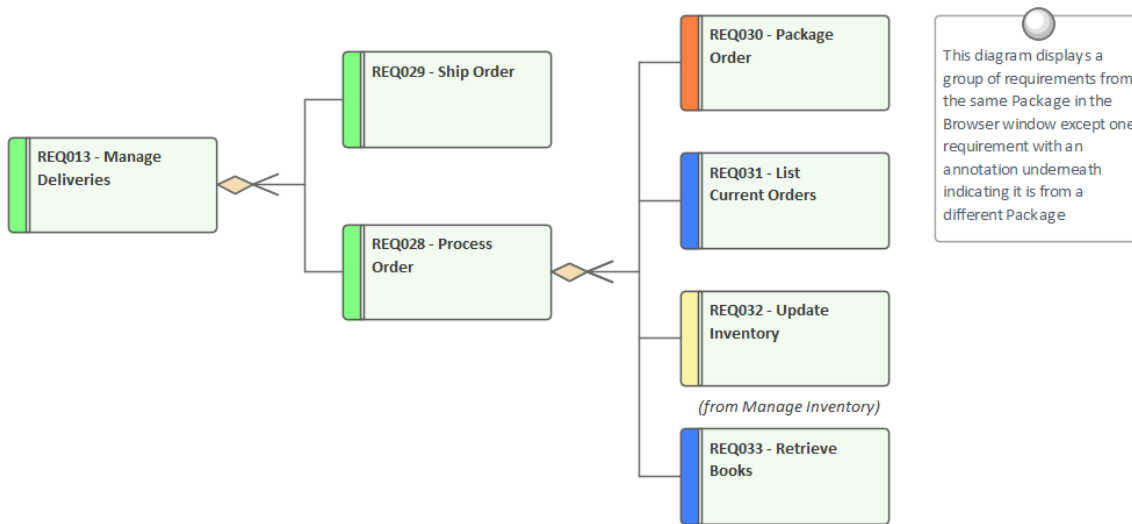 REQ013 - Manage
Deliveries
REQ029 - Ship Order
REQ028 - Process
Order
REQ030 - Package
Order
REQ031 - List
Current Orders
REQ032 - Update
Inventory
(from Manage Inventory)
REQ033 - Retrieve
Books
This diagram displays a
group of requirements from
the same Package in the
Browser window except one
requirement with an
annotation underneath
indicating it is from a
different Package